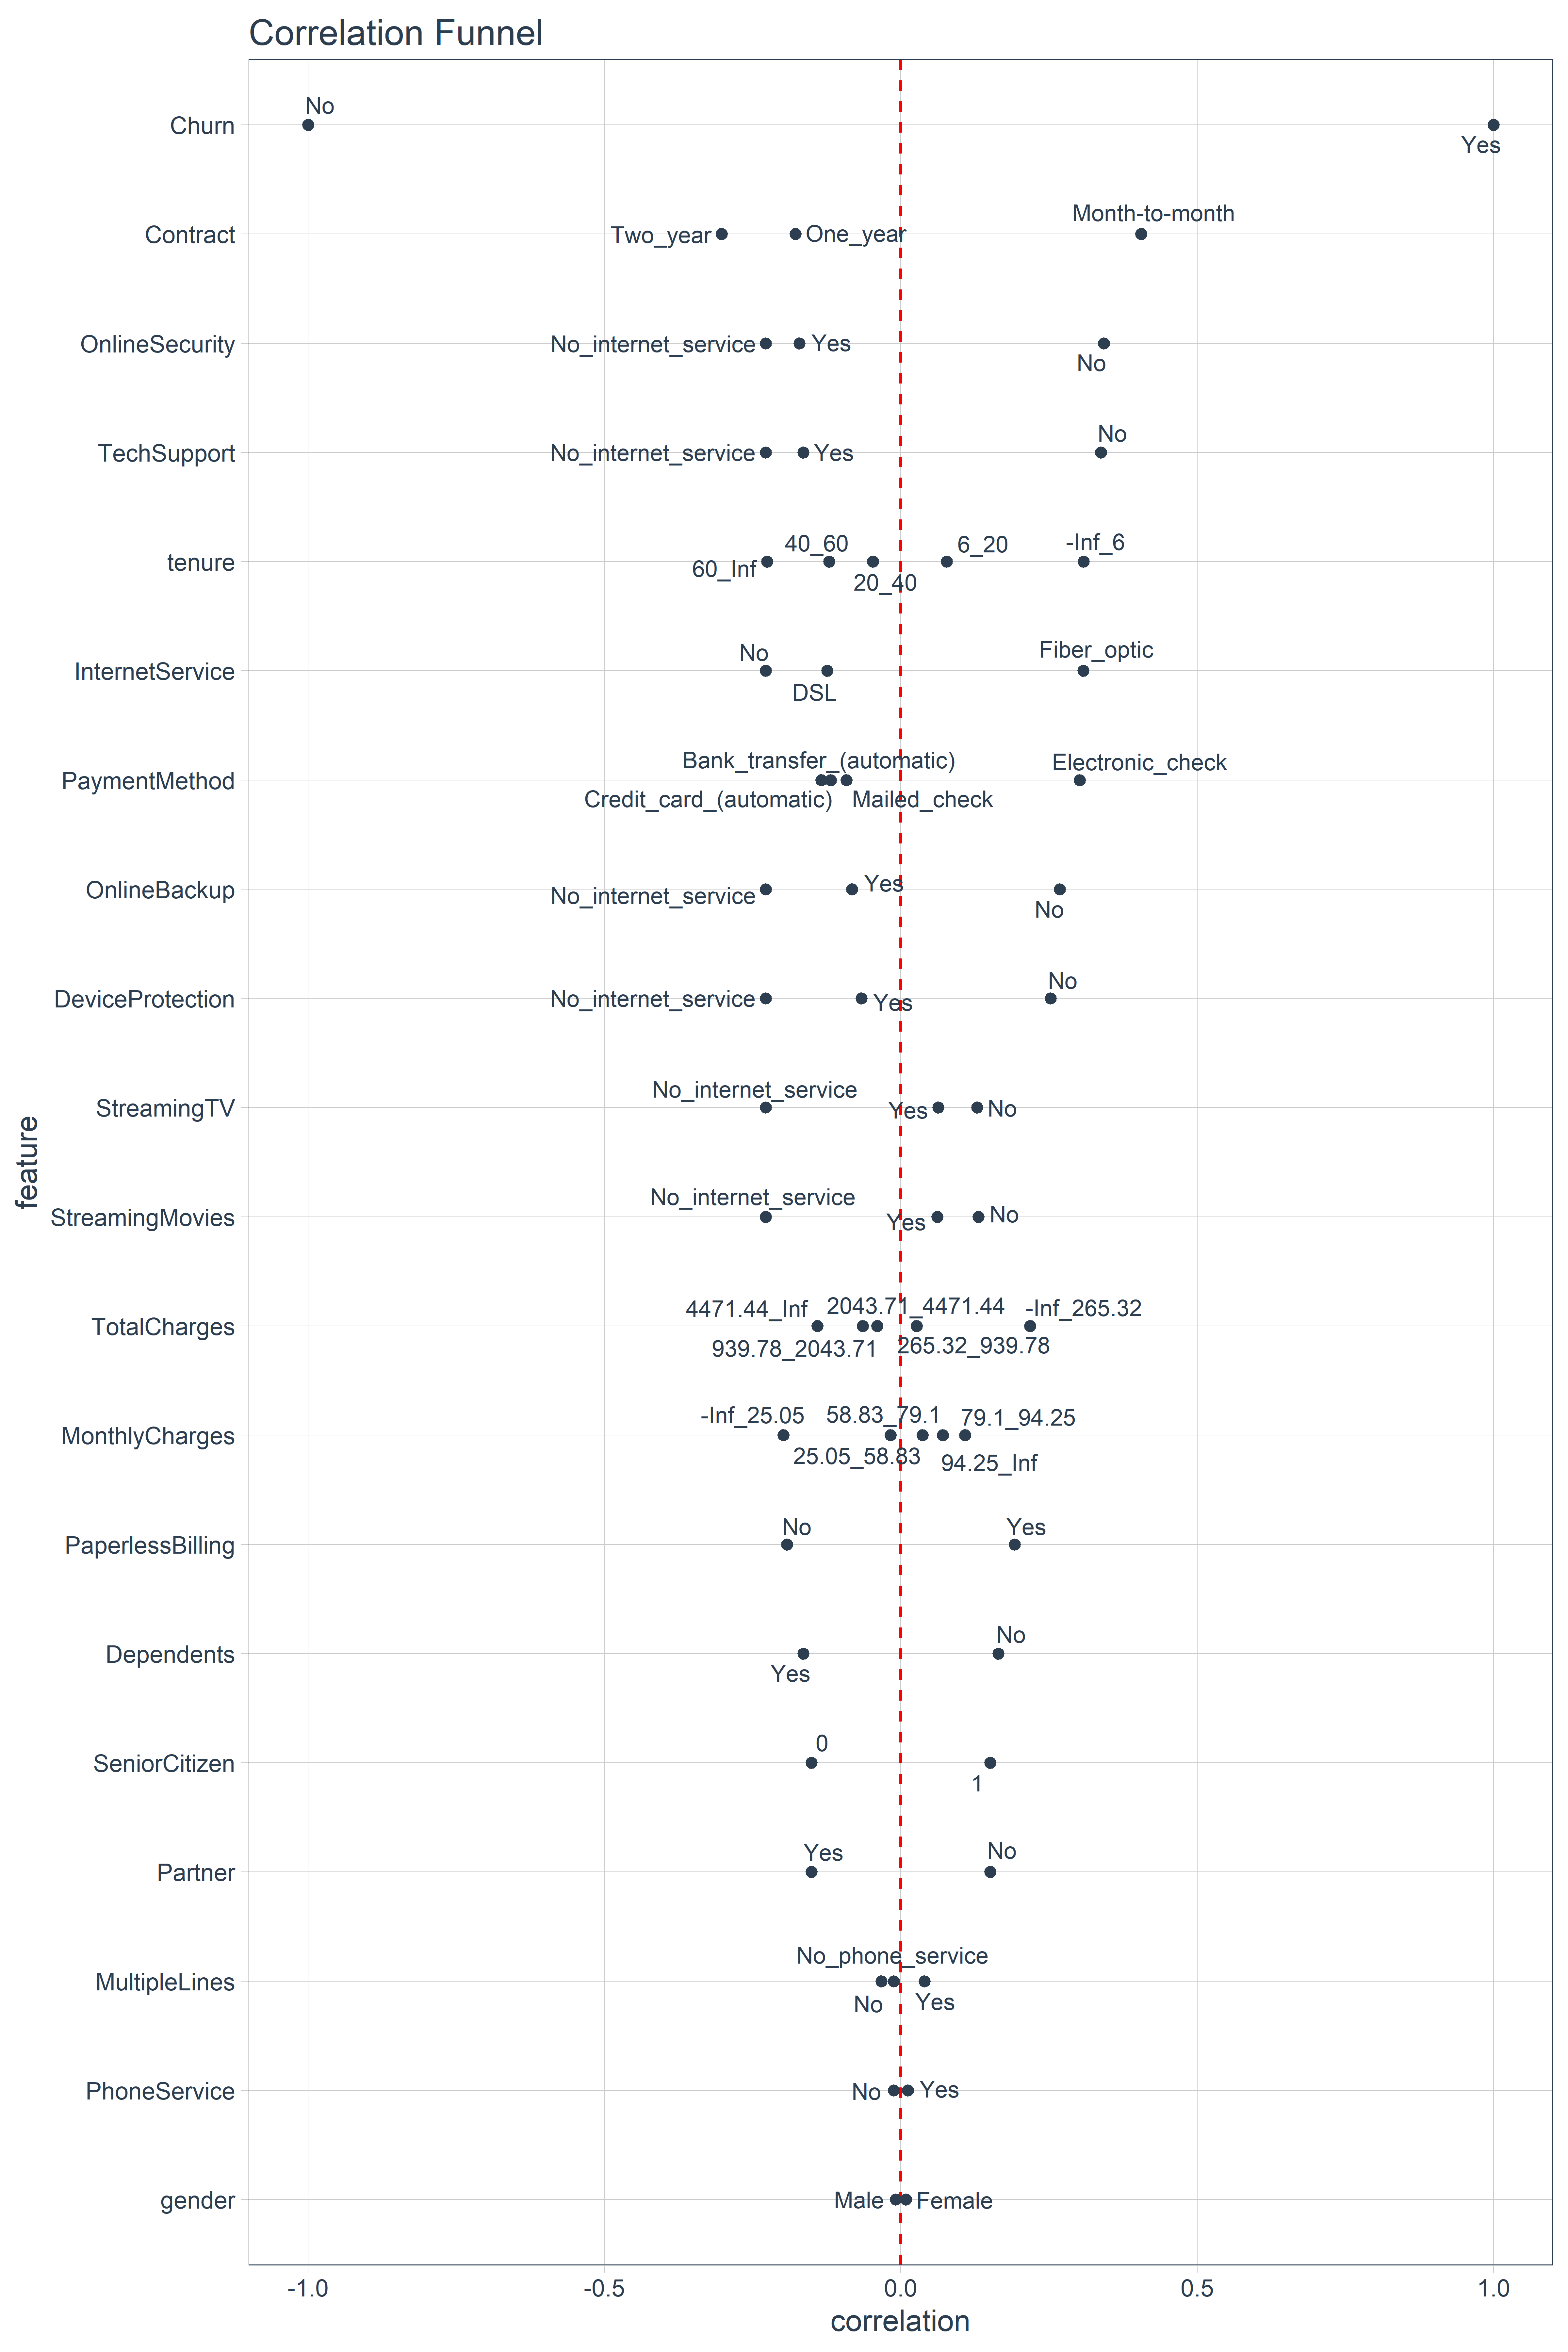 Correlation Funnel
No
Churn
Yes
Month-to-month
Contract Two_year One_year
OnlineSecurity No_internet_service Yes
No
No
TechSupport No_internet_service Yes
40_60 6_20 -Inf_6
tenure
60_Inf 20_40
No Fiber_optic
InternetService
DSL
Bank_transfer_(automatic) Electronic_check
PaymentMethod
Credit_card_(automatic) Mailed_check
Yes
OnlineBackup No_internet_service
No
No
DeviceProtection No_internet_service Yes
No_internet_service
StreamingTV Yes No
feature
No_internet_service
StreamingMovies Yes No
4471.44_Inf 2043.71_4471.44 -Inf_265.32
TotalCharges
939.78_2043.71 265.32_939.78
-Inf_25.05 58.83_79.1 79.1_94.25
MonthlyCharges
25.05_58.83 94.25_Inf
No Yes
PaperlessBilling
No
Dependents
Yes
0
SeniorCitizen
1
Yes No
Partner
No_phone_service
MultipleLines
No Yes
PhoneService No Yes
gender Male Female
-1.0 -0.5 0.0 0.5 1.0
correlation